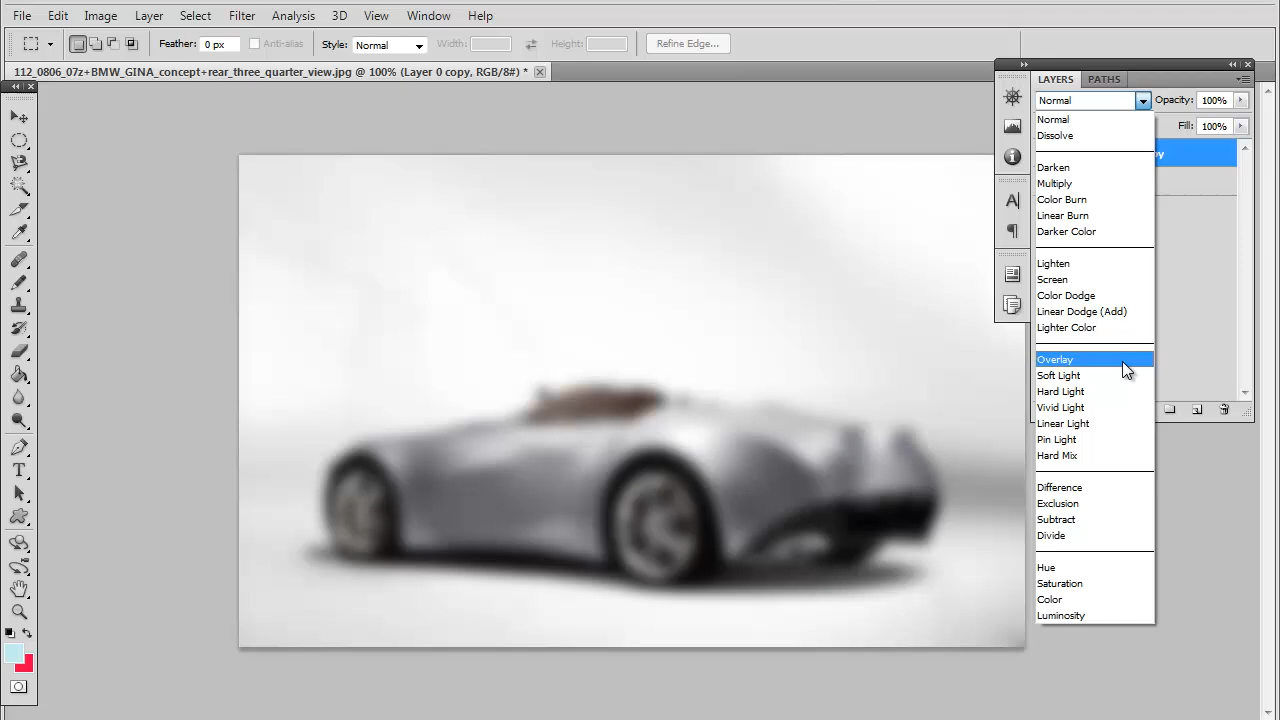 File Edit Image Layer Select Filter Analysis 3D View Window Help
Feather: 0 px Anti-alias Style: Normal Width: Height: Refine Edge...
112_0806_07z+BMW_GINA_concept+rear_three_quarter_view.jpg @ 100% (Layer 0 copy, RGB/8#) *
LAYERS PATHS
Normal Opacity: 100%
Fill: 100%
Normal
Dissolve
Darken
Multiply
Color Burn
Linear Burn
Darker Color
Lighten
Screen
Color Dodge
Linear Dodge (Add)
Lighter Color
Overlay
Soft Light
Hard Light
Vivid Light
Linear Light
Pin Light
Hard Mix
Difference
Exclusion
Subtract
Divide
Hue
Saturation
Color
Luminosity